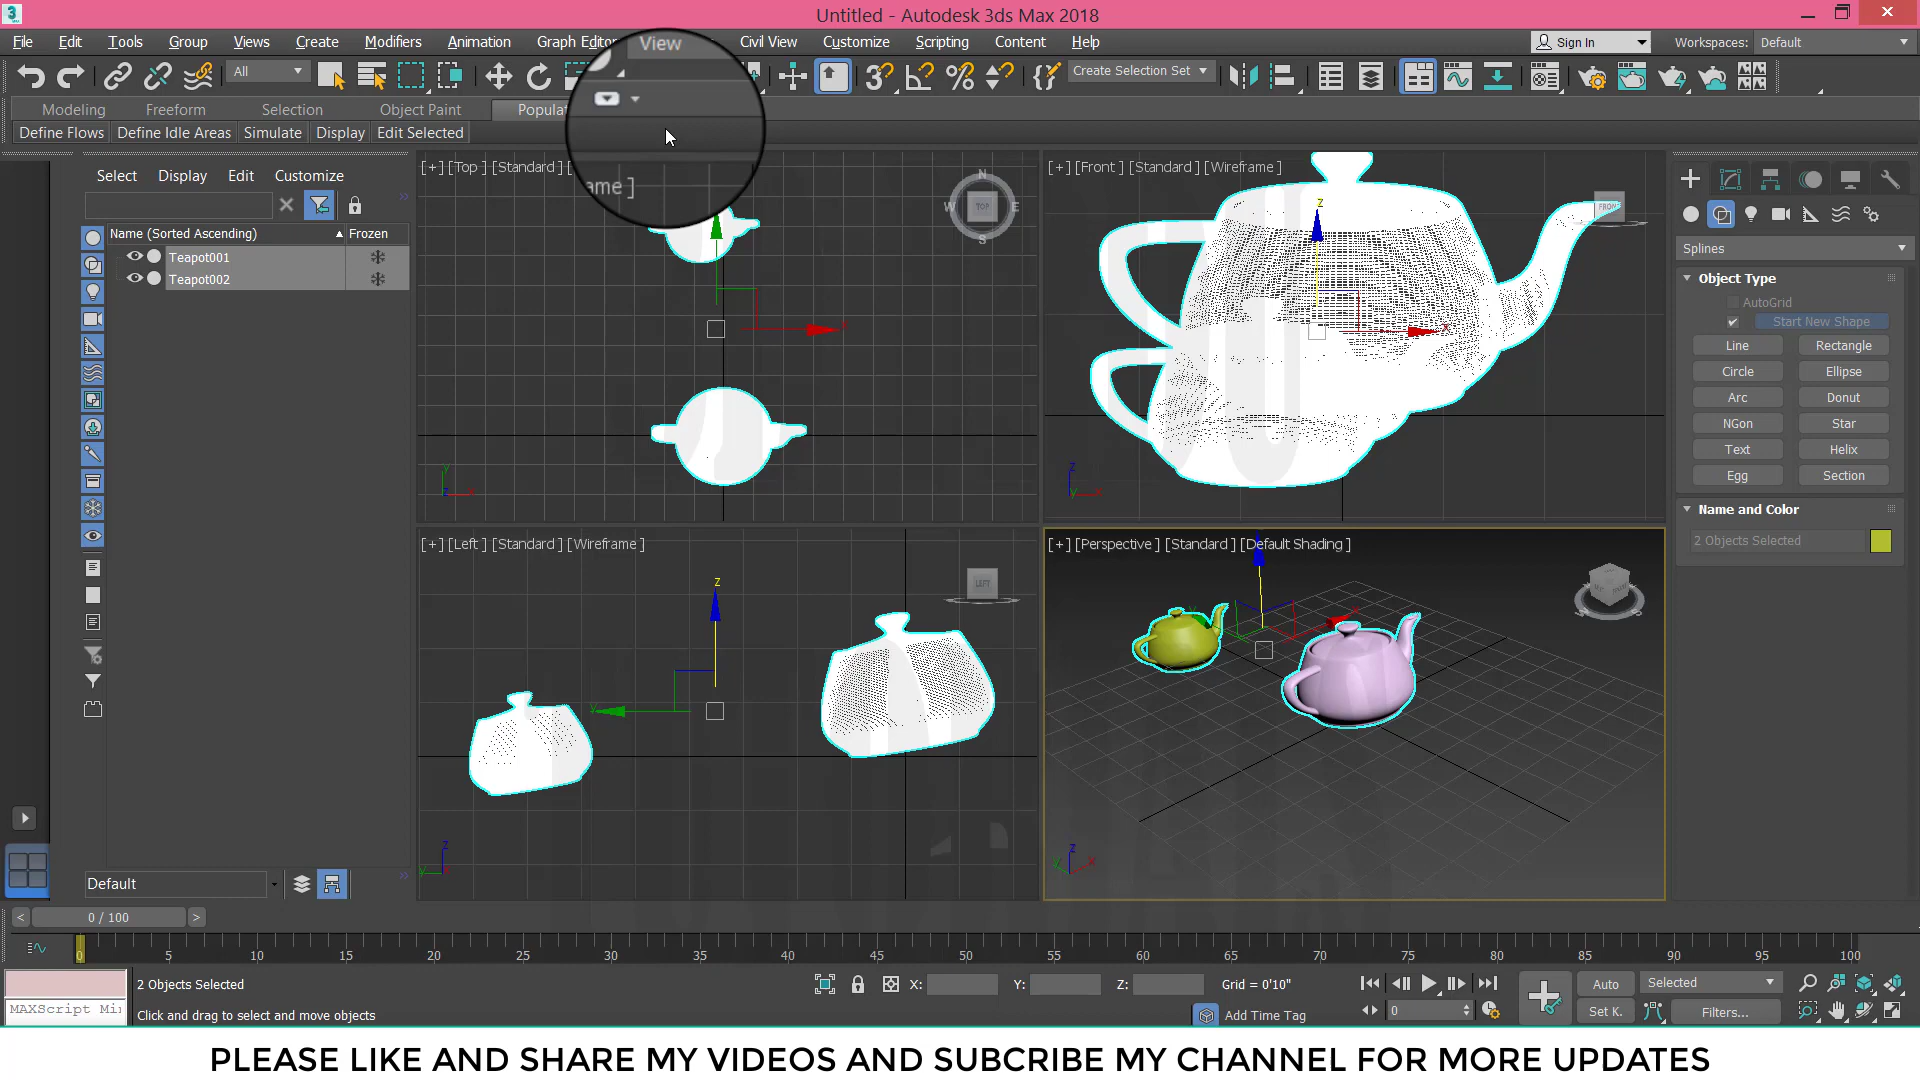 3
MAX
Untitled - Autodesk 3ds Max 2018
File Edit Tools Group Views Create Modifiers Animation Graph Editor Civil View Customize Scripting Content Help
Sign In Workspaces: Default
View
All
3
Create Selection Set
Modeling Freeform Selection Object Paint Popula
Define Flows Define Idle Areas Simulate Display Edit Selected
Select Display Edit Customize
Name (Sorted Ascending) Frozen
Teapot001
Teapot002
[+] [Top ] [Standard ] [
ame ]
N
W TOP E
S
x
y
z x
[+] [Front ] [Standard ] [Wireframe ]
FRONT
z
x
z
y x
[+] [Left ] [Standard ] [Wireframe ]
LEFT
z
y
z
y x
[+] [Perspective ] [Standard ] [Default Shading ]
z
y x
Splines
Object Type
AutoGrid
Start New Shape
Line Rectangle
Circle Ellipse
Arc Donut
NGon Star
Text Helix
Egg Section
Name and Color
2 Objects Selected
Default
< 0 / 100 >
0 5 10 15 20 25 30 35 40 45 50 55 60 65 70 75 80 85 90 95 100
2 Objects Selected
X: Y: Z: Grid = 0'10"
Auto Selected
MAXScript Mi
Click and drag to select and move objects
Add Time Tag
0
Set K. Filters...
PLEASE LIKE AND SHARE MY VIDEOS AND SUBCRIBE MY CHANNEL FOR MORE UPDATES